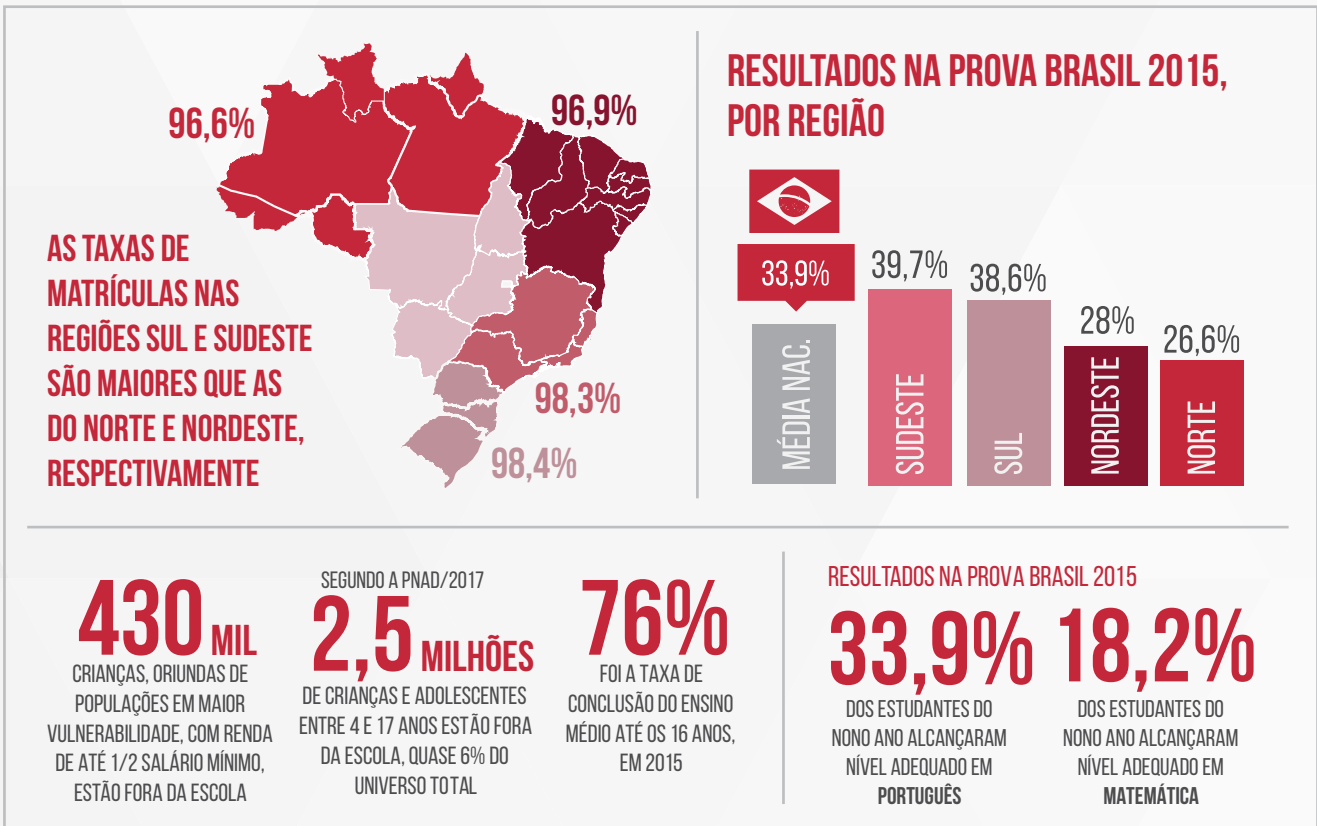 96,6%
96,9%
AS TAXAS DE
MATRÍCULAS NAS
REGIÕES SUL E SUDESTE
SÃO MAIORES QUE AS
DO NORTE E NORDESTE,
RESPECTIVAMENTE
98,3%
98,4%
RESULTADOS NA PROVA BRASIL 2015,
POR REGIÃO
33,9%
MÉDIA NAC.
39,7%
SUDESTE
38,6%
SUL
28%
NORDESTE
26,6%
NORTE
430 MIL
CRIANÇAS, ORIUNDAS DE
POPULAÇÕES EM MAIOR
VULNERABILIDADE, COM RENDA
DE ATÉ 1/2 SALÁRIO MÍNIMO,
ESTÃO FORA DA ESCOLA
SEGUNDO A PNAD/2017
2,5 MILHÕES
DE CRIANÇAS E ADOLESCENTES
ENTRE 4 E 17 ANOS ESTÃO FORA
DA ESCOLA, QUASE 6% DO
UNIVERSO TOTAL
76%
FOI A TAXA DE
CONCLUSÃO DO ENSINO
MÉDIO ATÉ OS 16 ANOS,
EM 2015
RESULTADOS NA PROVA BRASIL 2015
33,9%
DOS ESTUDANTES DO
NONO ANO ALCANÇARAM
NÍVEL ADEQUADO EM
PORTUGUÊS
18,2%
DOS ESTUDANTES DO
NONO ANO ALCANÇARAM
NÍVEL ADEQUADO EM
MATEMÁTICA